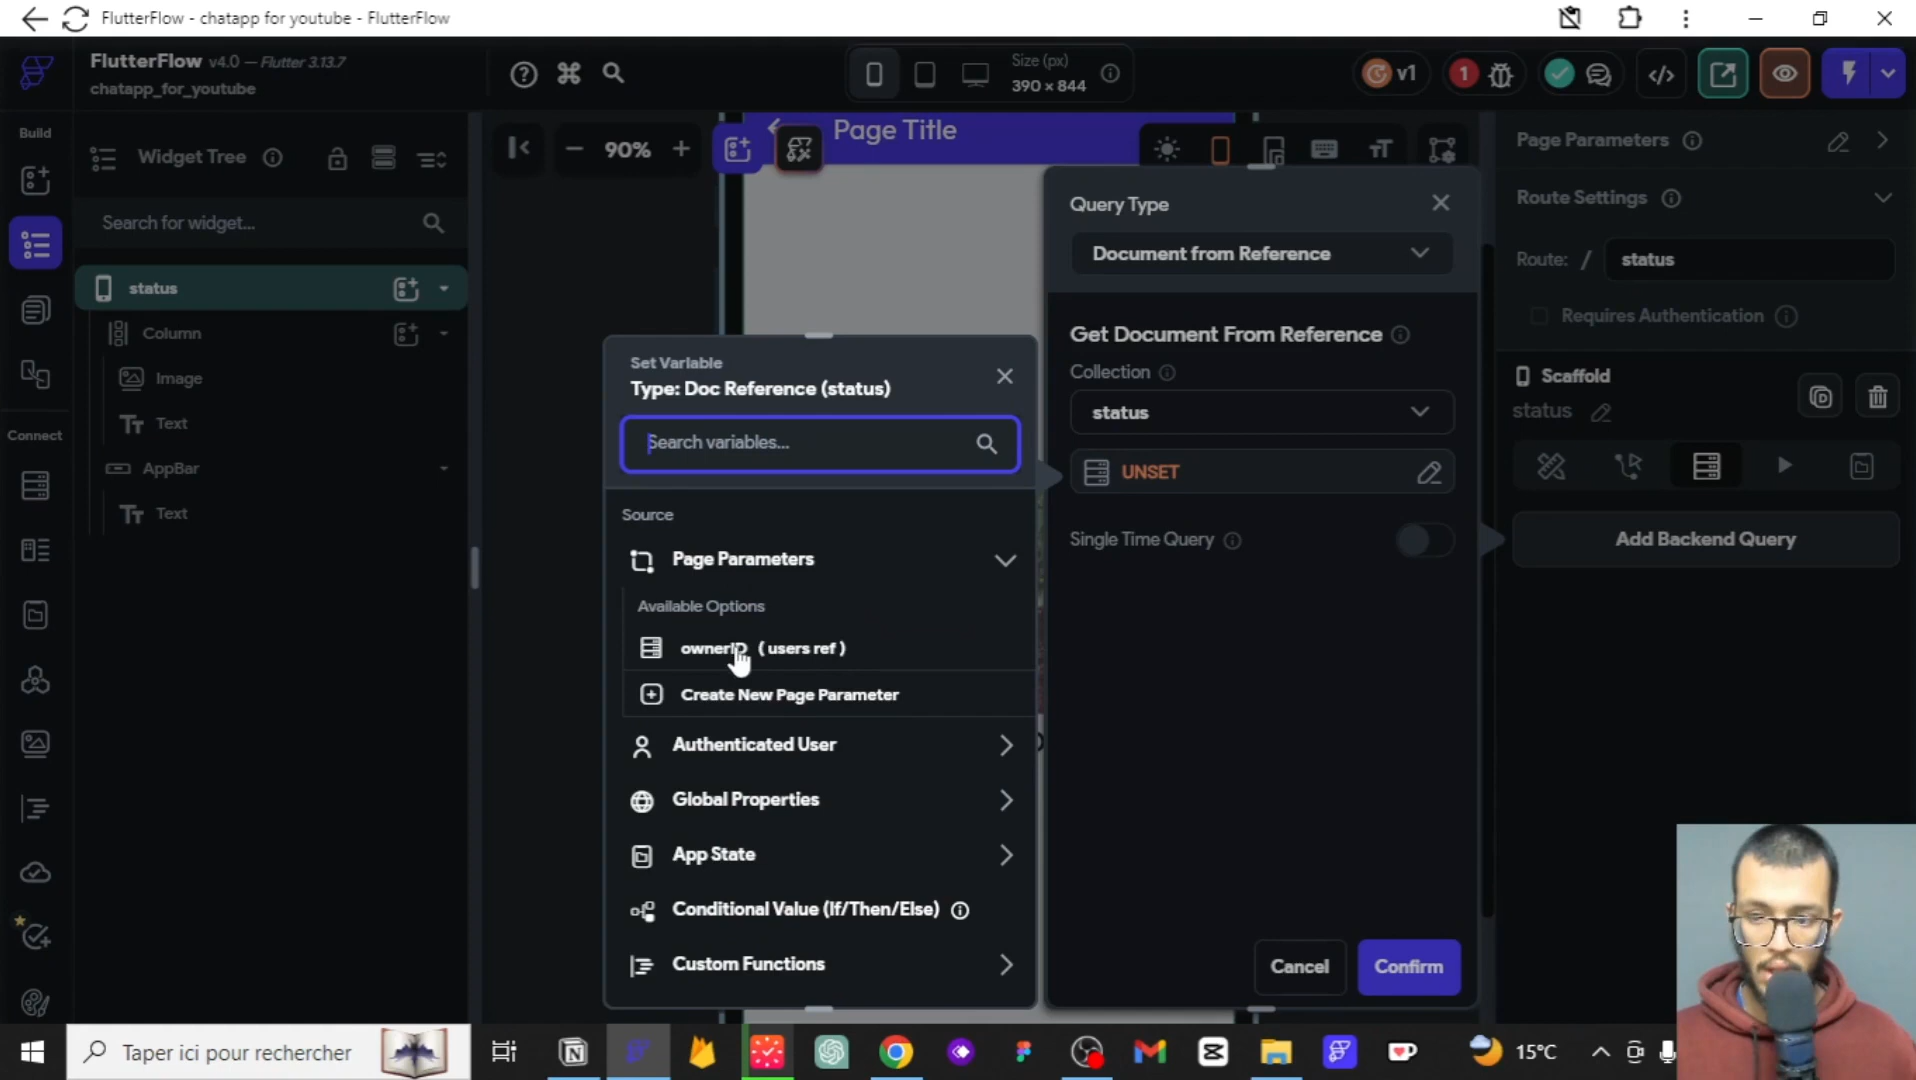 FlutterFlow - chatapp for youtube - FlutterFlow
FlutterFlow v4.0 — Flutter 3.13.7
chatapp_for_youtube
Size (px)
390 × 844
v1
1
Build
Widget Tree
90%
Page Title
Page Parameters
Search for widget...
Query Type
Route Settings
Document from Reference
Route: / status
status
Requires Authentication
Column
Get Document From Reference
Set Variable
Collection
Scaffold
Type: Doc Reference (status)
status
Image
status
Search variables...
Text
Connect
AppBar
UNSET
Source
Text
Single Time Query
Add Backend Query
Page Parameters
Available Options
ownerID ( users ref )
Create New Page Parameter
Authenticated User
Global Properties
App State
Conditional Value (If/Then/Else)
Custom Functions
Cancel
Confirm
Taper ici pour rechercher
15°C